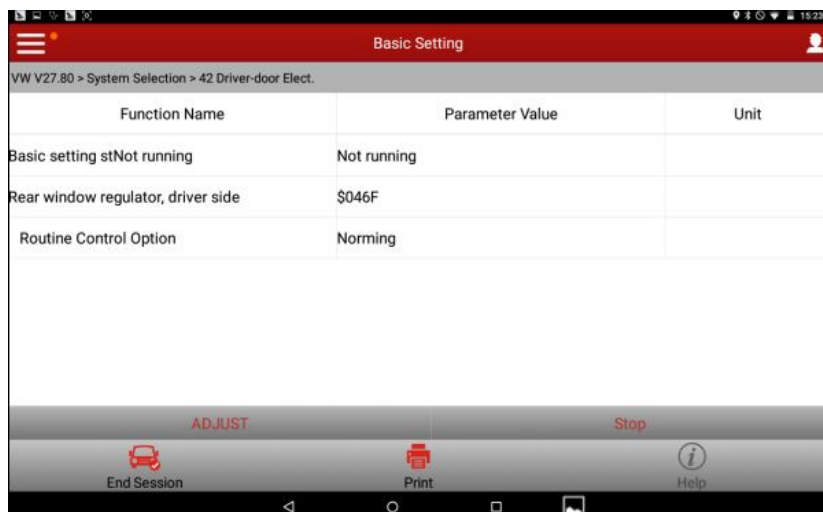 15:23
Basic Setting
VW V27.80 > System Selection > 42 Driver-door Elect.
Function Name Parameter Value Unit
Basic setting stNot running Not running
Rear window regulator, driver side $046F
Routine Control Option Norming
ADJUST Stop
End Session Print Help